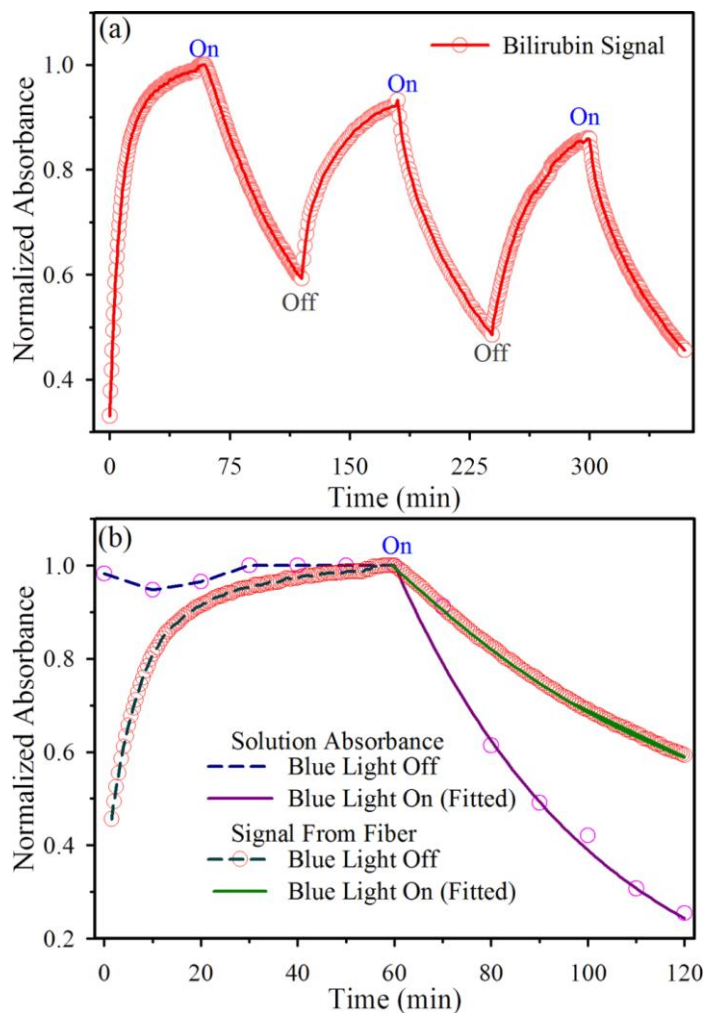 (a)
On
Bilirubin Signal
On
On
Off
Off
Normalized Absorbance
1.0
0.8
0.6
0.4
0
75
150
225
300
Time (min)
(b)
On
Solution Absorbance
Blue Light Off
Blue Light On (Fitted)
Signal From Fiber
Blue Light Off
Blue Light On (Fitted)
Normalized Absorbance
1.0
0.8
0.6
0.4
0.2
0
20
40
60
80
100
120
Time (min)